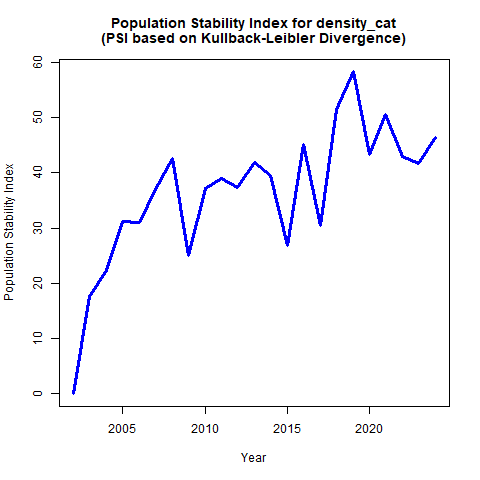 Population Stability Index for density_cat
(PSI based on Kullback-Leibler Divergence)
Population Stability Index
60
50
40
30
20
10
0
2005 2010 2015 2020
Year